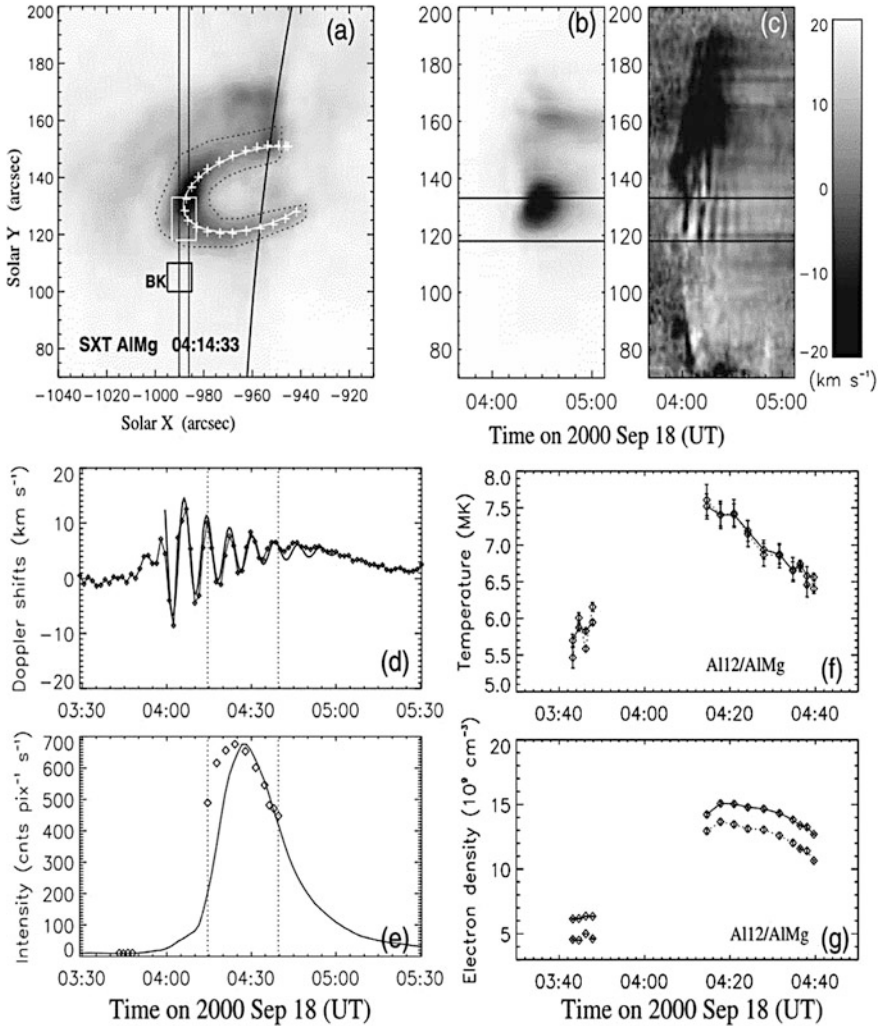 (a)
200
180
160
140
120
100
80
Solar Y (arcsec)
BK
SXT AlMg 04:14:33
−1040 −1020 −1000 −980 −960 −940 −920
Solar X (arcsec)
(b)
200
180
160
140
120
100
80
04:00 05:00
(c)
200
180
160
140
120
100
80
04:00 05:00
Time on 2000 Sep 18 (UT)
20
10
0
−10
−20
(km s⁻¹)
Doppler shifts (km s⁻¹)
20
10
0
−10
−20
(d)
03:30 04:00 04:30 05:00 05:30
Intensity (cnts pix⁻¹ s⁻¹)
700
600
500
400
300
200
100
0
(e)
03:30 04:00 04:30 05:00 05:30
Time on 2000 Sep 18 (UT)
Temperature (MK)
8.0
7.5
7.0
6.5
6.0
5.5
5.0
Al12/AlMg
(f)
03:40 04:00 04:20 04:40
Electron density (10⁹ cm⁻³)
20
15
10
5
Al12/AlMg
(g)
03:40 04:00 04:20 04:40
Time on 2000 Sep 18 (UT)